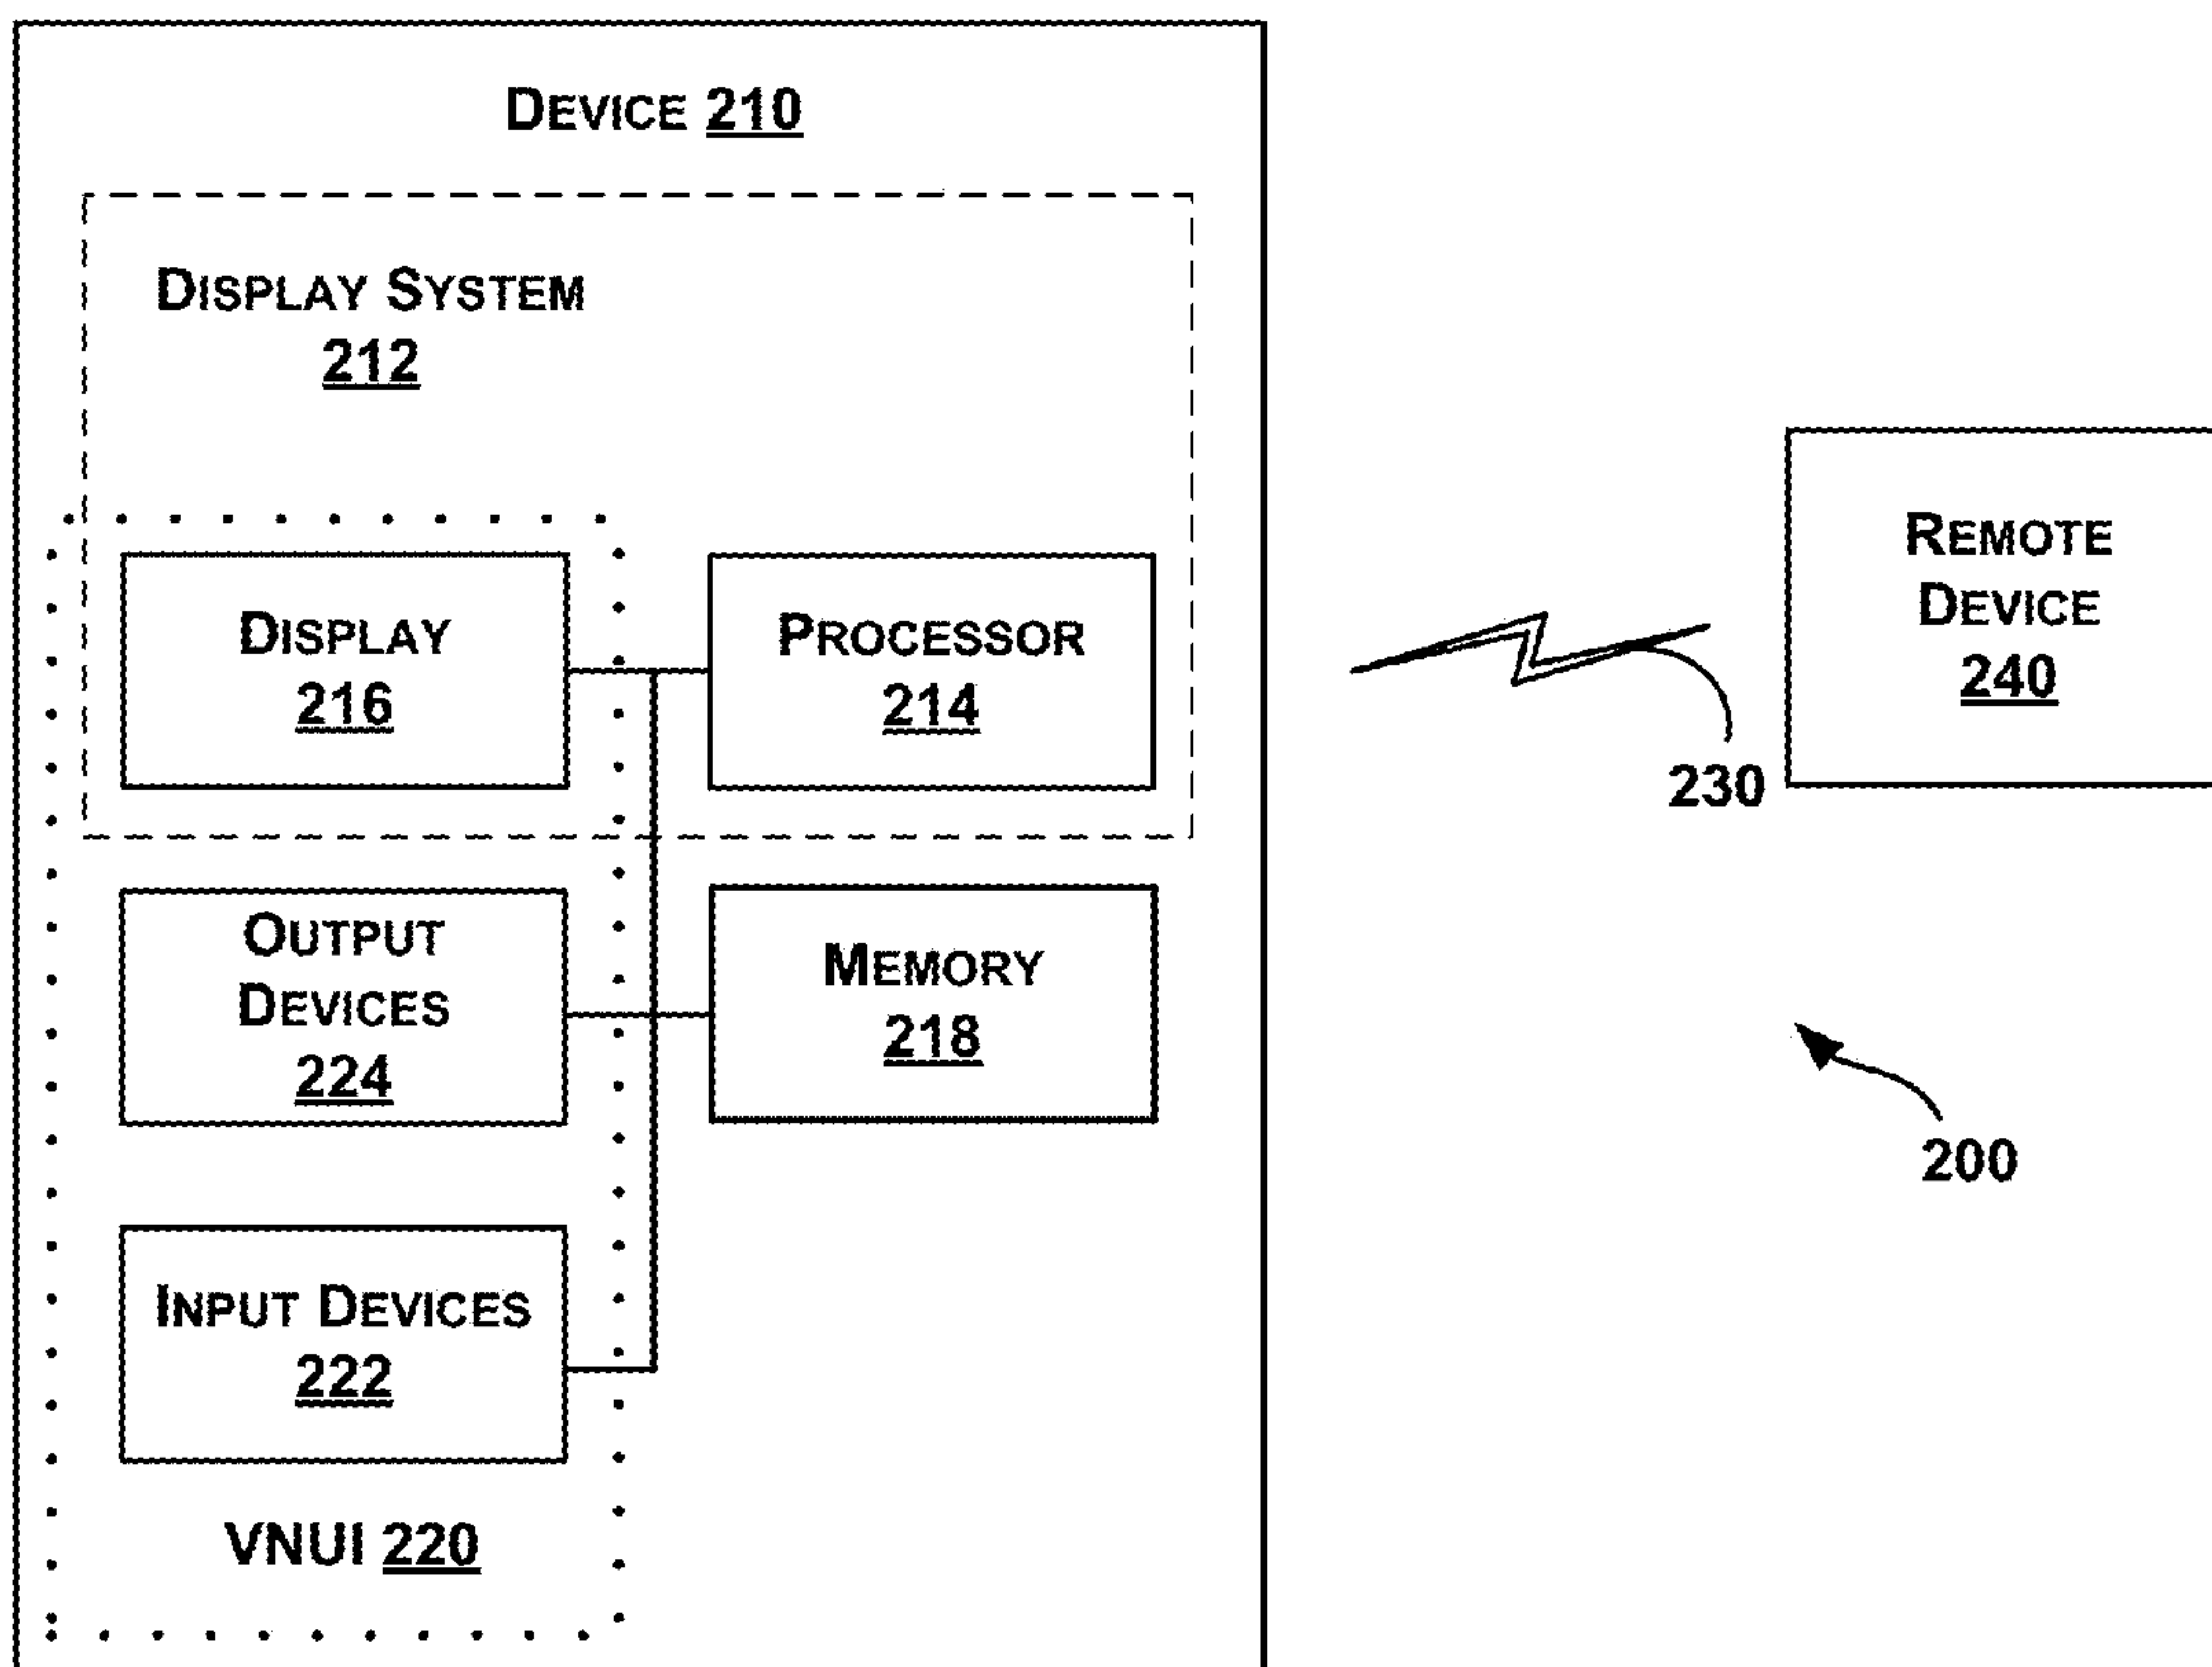 DEVICE 210
DISPLAY SYSTEM
212
DISPLAY
216
PROCESSOR
214
OUTPUT
DEVICES
224
MEMORY
218
INPUT DEVICES
222
VNUI 220
REMOTE
DEVICE
240
230
200